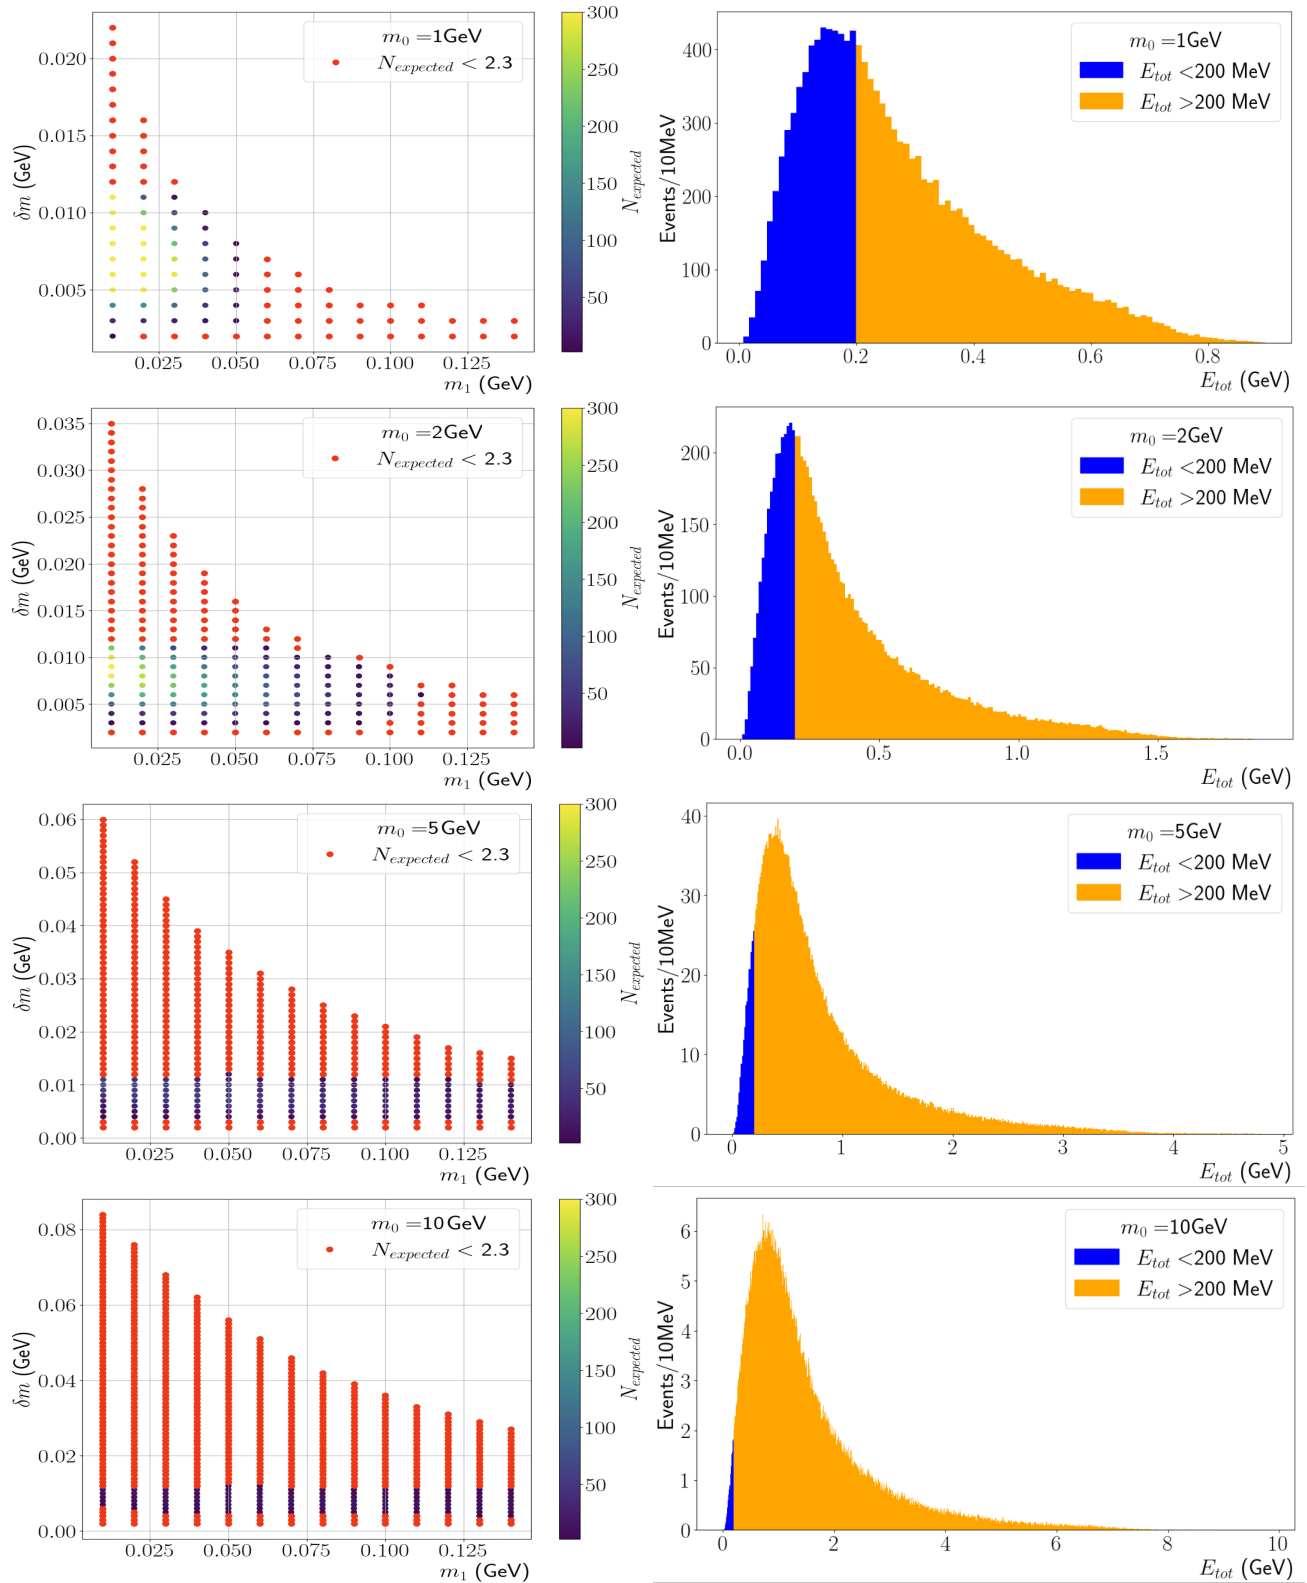 m₀ =1GeV
N_expected < 2.3
0.020
0.015
0.010
0.005
δm (GeV)
0.025 0.050 0.075 0.100 0.125
m₁ (GeV)
300
250
200
150
100
50
N_expected
m₀ =1GeV
E_tot <200 MeV
E_tot >200 MeV
400
300
200
100
0
Events/10MeV
0.0 0.2 0.4 0.6 0.8
E_tot (GeV)
m₀ =2GeV
N_expected < 2.3
0.035
0.030
0.025
0.020
0.015
0.010
0.005
δm (GeV)
0.025 0.050 0.075 0.100 0.125
m₁ (GeV)
300
250
200
150
100
50
N_expected
m₀ =2GeV
E_tot <200 MeV
E_tot >200 MeV
200
150
100
50
0
Events/10MeV
0.0 0.5 1.0 1.5
E_tot (GeV)
m₀ =5GeV
N_expected < 2.3
0.06
0.05
0.04
0.03
0.02
0.01
0.00
δm (GeV)
0.025 0.050 0.075 0.100 0.125
m₁ (GeV)
300
250
200
150
100
50
N_expected
m₀ =5GeV
E_tot <200 MeV
E_tot >200 MeV
40
30
20
10
0
Events/10MeV
0 1 2 3 4 5
E_tot (GeV)
m₀ =10GeV
N_expected < 2.3
0.08
0.06
0.04
0.02
0.00
δm (GeV)
0.025 0.050 0.075 0.100 0.125
m₁ (GeV)
300
250
200
150
100
50
N_expected
m₀ =10GeV
E_tot <200 MeV
E_tot >200 MeV
6
5
4
3
2
1
0
Events/10MeV
0 2 4 6 8 10
E_tot (GeV)